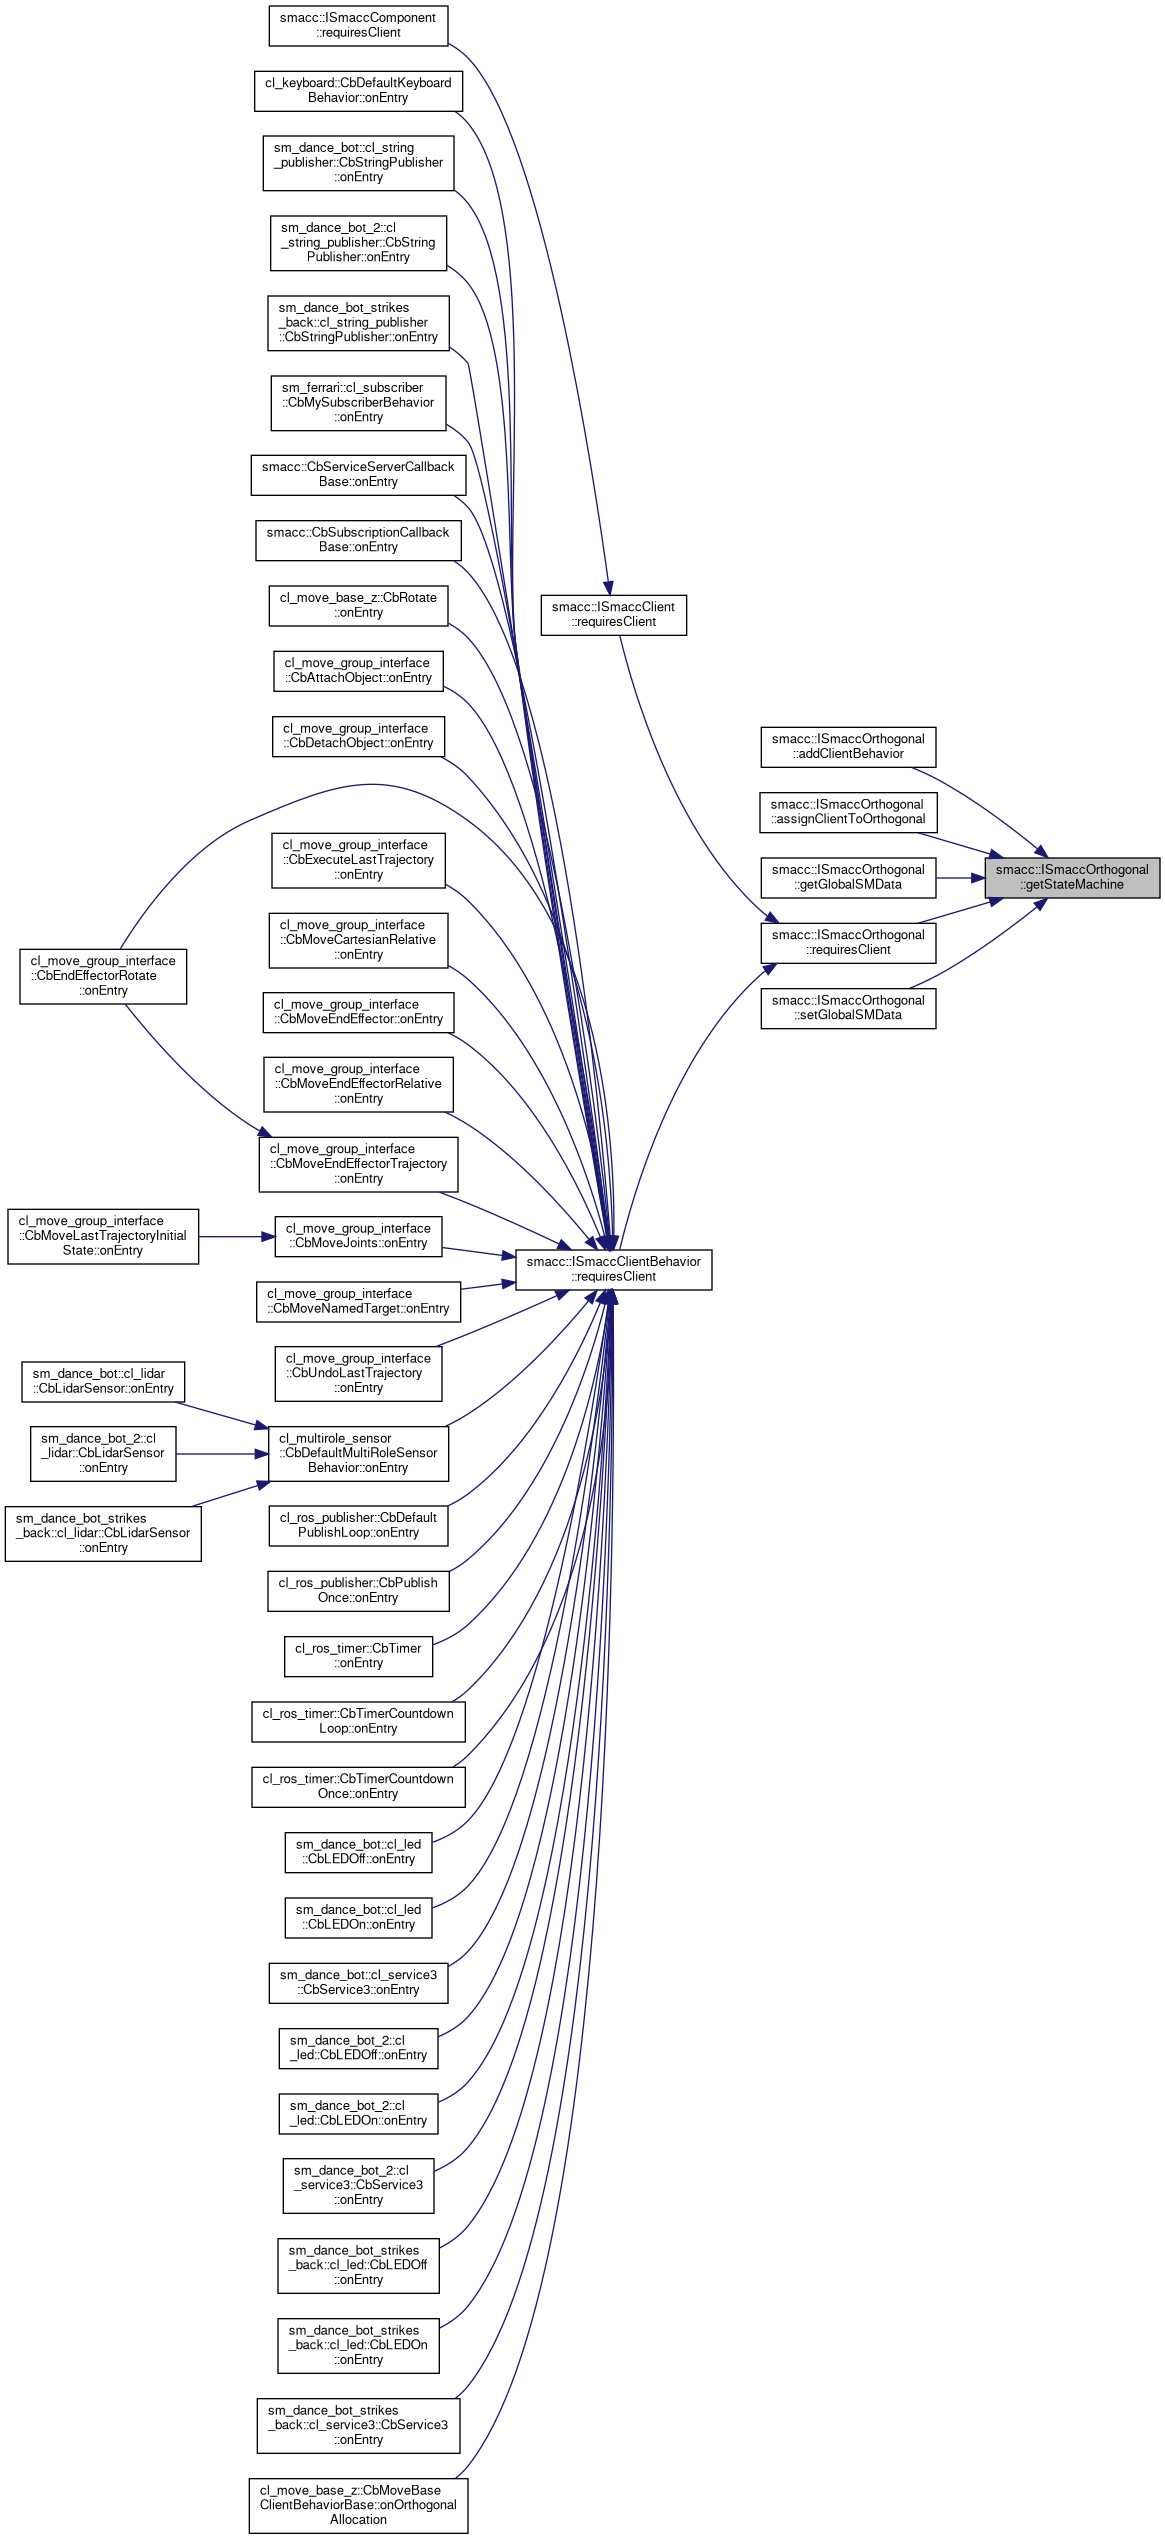 smacc::ISmaccComponent
::requiresClient
cl_keyboard::CbDefaultKeyboard
Behavior::onEntry
sm_dance_bot::cl_string
_publisher::CbStringPublisher
::onEntry
sm_dance_bot_2::cl
_string_publisher::CbString
Publisher::onEntry
sm_dance_bot_strikes
_back::cl_string_publisher
::CbStringPublisher::onEntry
sm_ferrari::cl_subscriber
::CbMySubscriberBehavior
::onEntry
smacc::CbServiceServerCallback
Base::onEntry
smacc::CbSubscriptionCallback
Base::onEntry
cl_move_base_z::CbRotate
::onEntry
cl_move_group_interface
::CbAttachObject::onEntry
cl_move_group_interface
::CbDetachObject::onEntry
cl_move_group_interface
::CbExecuteLastTrajectory
::onEntry
cl_move_group_interface
::CbMoveCartesianRelative
::onEntry
cl_move_group_interface
::CbEndEffectorRotate
::onEntry
cl_move_group_interface
::CbMoveEndEffector::onEntry
cl_move_group_interface
::CbMoveEndEffectorRelative
::onEntry
cl_move_group_interface
::CbMoveEndEffectorTrajectory
::onEntry
cl_move_group_interface
::CbMoveLastTrajectoryInitial
State::onEntry
cl_move_group_interface
::CbMoveJoints::onEntry
cl_move_group_interface
::CbMoveNamedTarget::onEntry
cl_move_group_interface
::CbUndoLastTrajectory
::onEntry
sm_dance_bot::cl_lidar
::CbLidarSensor::onEntry
sm_dance_bot_2::cl
_lidar::CbLidarSensor
::onEntry
sm_dance_bot_strikes
_back::cl_lidar::CbLidarSensor
::onEntry
cl_multirole_sensor
::CbDefaultMultiRoleSensor
Behavior::onEntry
cl_ros_publisher::CbDefault
PublishLoop::onEntry
cl_ros_publisher::CbPublish
Once::onEntry
cl_ros_timer::CbTimer
::onEntry
cl_ros_timer::CbTimerCountdown
Loop::onEntry
cl_ros_timer::CbTimerCountdown
Once::onEntry
sm_dance_bot::cl_led
::CbLEDOff::onEntry
sm_dance_bot::cl_led
::CbLEDOn::onEntry
sm_dance_bot::cl_service3
::CbService3::onEntry
sm_dance_bot_2::cl
_led::CbLEDOff::onEntry
sm_dance_bot_2::cl
_led::CbLEDOn::onEntry
sm_dance_bot_2::cl
_service3::CbService3
::onEntry
sm_dance_bot_strikes
_back::cl_led::CbLEDOff
::onEntry
sm_dance_bot_strikes
_back::cl_led::CbLEDOn
::onEntry
sm_dance_bot_strikes
_back::cl_service3::CbService3
::onEntry
cl_move_base_z::CbMoveBase
ClientBehaviorBase::onOrthogonal
Allocation
smacc::ISmaccClient
::requiresClient
smacc::ISmaccClientBehavior
::requiresClient
smacc::ISmaccOrthogonal
::addClientBehavior
smacc::ISmaccOrthogonal
::assignClientToOrthogonal
smacc::ISmaccOrthogonal
::getGlobalSMData
smacc::ISmaccOrthogonal
::requiresClient
smacc::ISmaccOrthogonal
::setGlobalSMData
smacc::ISmaccOrthogonal
::getStateMachine